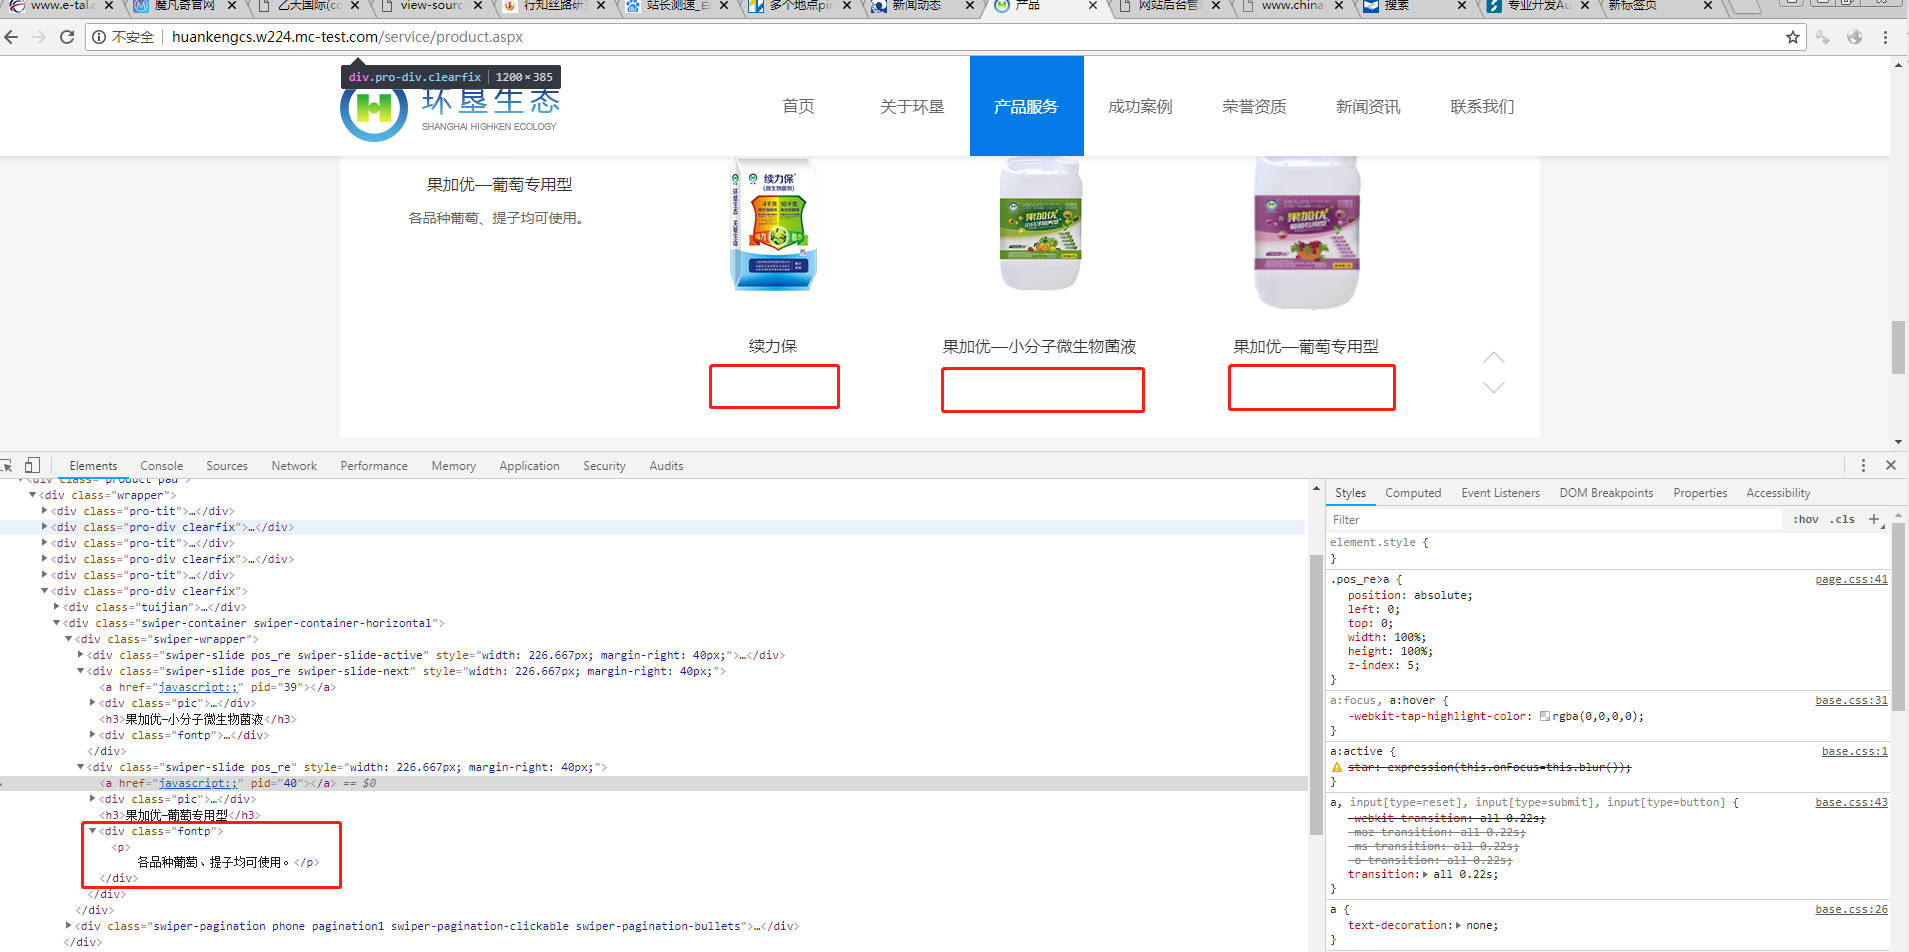 www.e-tal.c
魔凡奇官网
乙天国际(co
view-sourc
行知丝路研
站长测速_自
多个地点pin
新闻动态
产品
网站后台管
www.china
搜索
专业开发Au
新标签页
不安全 | huankengcs.w224.mc-test.com/service/product.aspx
div.pro-div.clearfix | 1200×385
环垦生态
SHANGHAI HIGHKEN ECOLOGY
首页
关于环垦
产品服务
成功案例
荣誉资质
新闻资讯
联系我们
果加优—葡萄专用型
各品种葡萄、提子均可使用。
续力保
果加优
果加优
续力保
果加优—小分子微生物菌液
果加优—葡萄专用型
Elements Console Sources Network Performance Memory Application Security Audits
<div class="product pad">
<div class="wrapper">
<div class="pro-tit">…</div>
<div class="pro-div clearfix">…</div>
<div class="pro-tit">…</div>
<div class="pro-div clearfix">…</div>
<div class="pro-tit">…</div>
<div class="pro-div clearfix">
<div class="tuijian">…</div>
<div class="swiper-container swiper-container-horizontal">
<div class="swiper-wrapper">
<div class="swiper-slide pos_re swiper-slide-active" style="width: 226.667px; margin-right: 40px;">…</div>
<div class="swiper-slide pos_re swiper-slide-next" style="width: 226.667px; margin-right: 40px;">
<a href="javascript:;" pid="39"></a>
<div class="pic">…</div>
<h3>果加优—小分子微生物菌液</h3>
<div class="fontp">…</div>
</div>
<div class="swiper-slide pos_re" style="width: 226.667px; margin-right: 40px;">
<a href="javascript:;" pid="40"></a> == $0
<div class="pic">…</div>
<h3>果加优—葡萄专用型</h3>
<div class="fontp">
<p>
各品种葡萄、提子均可使用。</p>
</div>
</div>
</div>
<div class="swiper-pagination phone pagination1 swiper-pagination-clickable swiper-pagination-bullets">…</div>
</div>
Styles Computed Event Listeners DOM Breakpoints Properties Accessibility
Filter :hov .cls +
element.style {
}
.pos_re>a { page.css:41
position: absolute;
left: 0;
top: 0;
width: 100%;
height: 100%;
z-index: 5;
}
a:focus, a:hover { base.css:31
-webkit-tap-highlight-color: rgba(0,0,0,0);
}
a:active { base.css:1
star: expression(this.onFocus=this.blur());
}
a, input[type=reset], input[type=submit], input[type=button] { base.css:43
-webkit-transition: all 0.22s;
-moz-transition: all 0.22s;
-ms-transition: all 0.22s;
-o-transition: all 0.22s;
transition: all 0.22s;
}
a { base.css:26
text-decoration: none;
}